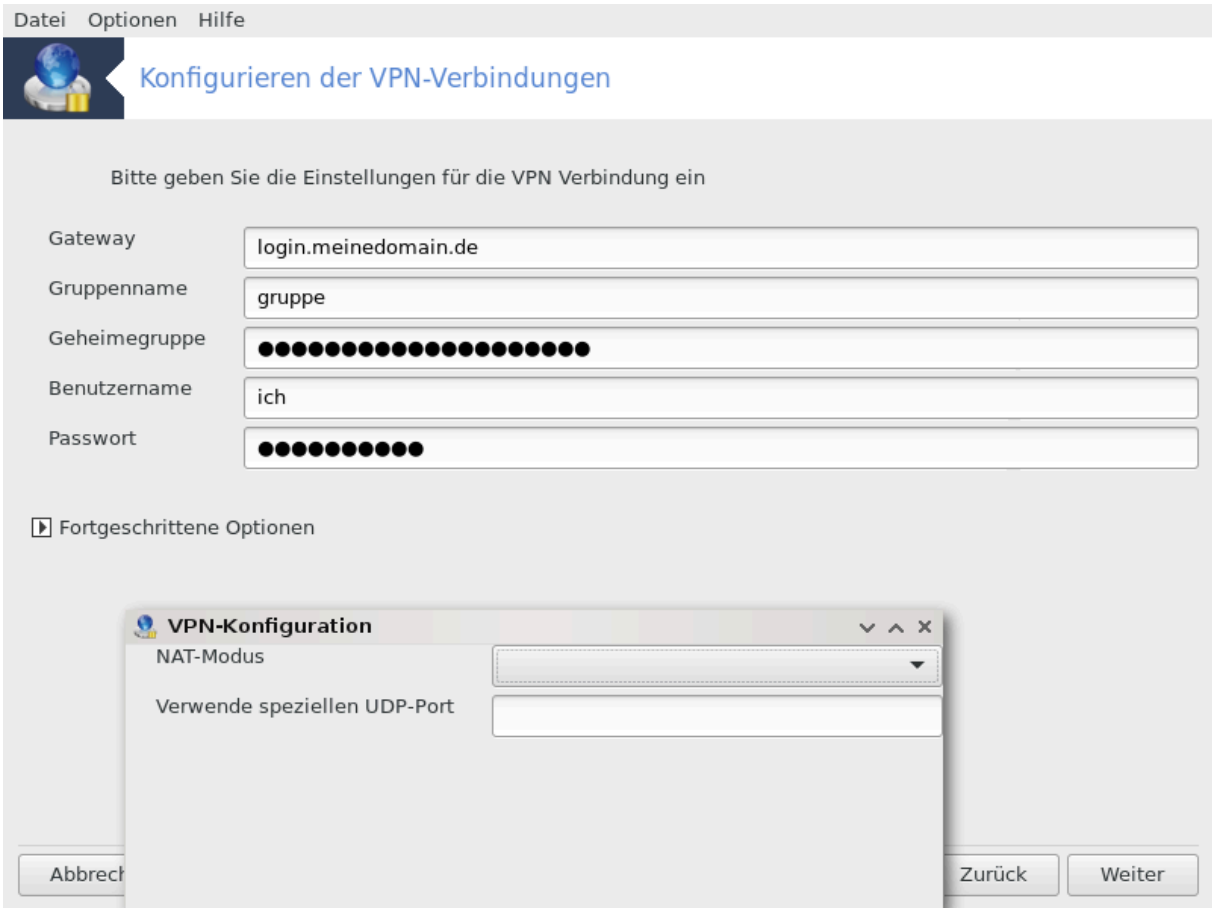 Datei Optionen Hilfe
Konfigurieren der VPN-Verbindungen
Bitte geben Sie die Einstellungen für die VPN Verbindung ein
Gateway login.meinedomain.de
Gruppenname gruppe
Geheimegruppe ●●●●●●●●●●●●●●●●●●●●
Benutzername ich
Passwort ●●●●●●●●●●
Fortgeschrittene Optionen
VPN-Konfiguration
NAT-Modus
Verwende speziellen UDP-Port
Abbrech Zurück Weiter